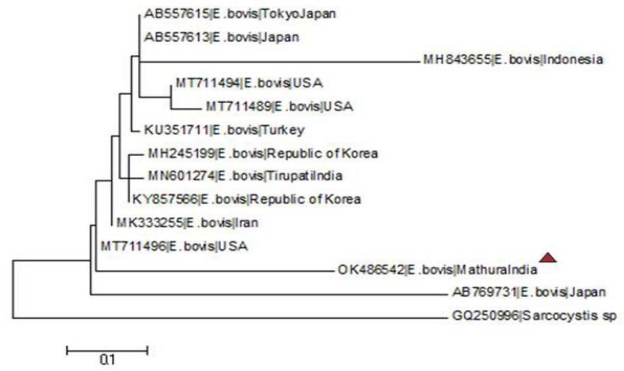 AB557615|E.bovis|TokyoJapan
AB557613|E.bovis|Japan
MH843655|E.bovis|Indonesia
MT711494|E.bovis|USA
MT711489|E.bovis|USA
KU351711|E.bovis|Turkey
MH245199|E.bovis|Republic of Korea
MN601274|E.bovis|TirupatiIndia
KY857566|E.bovis|Republic of Korea
MK333255|E.bovis|Iran
MT711496|E.bovis|USA
OK486542|E.bovis|MathuraIndia
AB769731|E.bovis|Japan
GQ250996|Sarcocystis sp
0.1